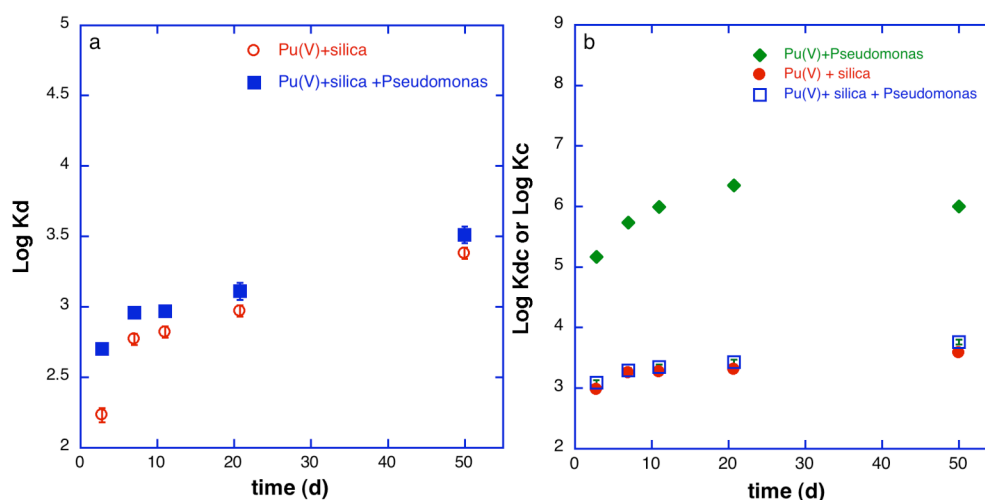 a
Pu(V)+silica
Pu(V)+silica +Pseudomonas
Log Kd
5
4.5
4
3.5
3
2.5
2
0 10 20 30 40 50
time (d)
b
Pu(V)+Pseudomonas
Pu(V) + silica
Pu(V)+ silica + Pseudomonas
Log Kdc or Log Kc
9
8
7
6
5
4
3
2
0 10 20 30 40 50
time (d)